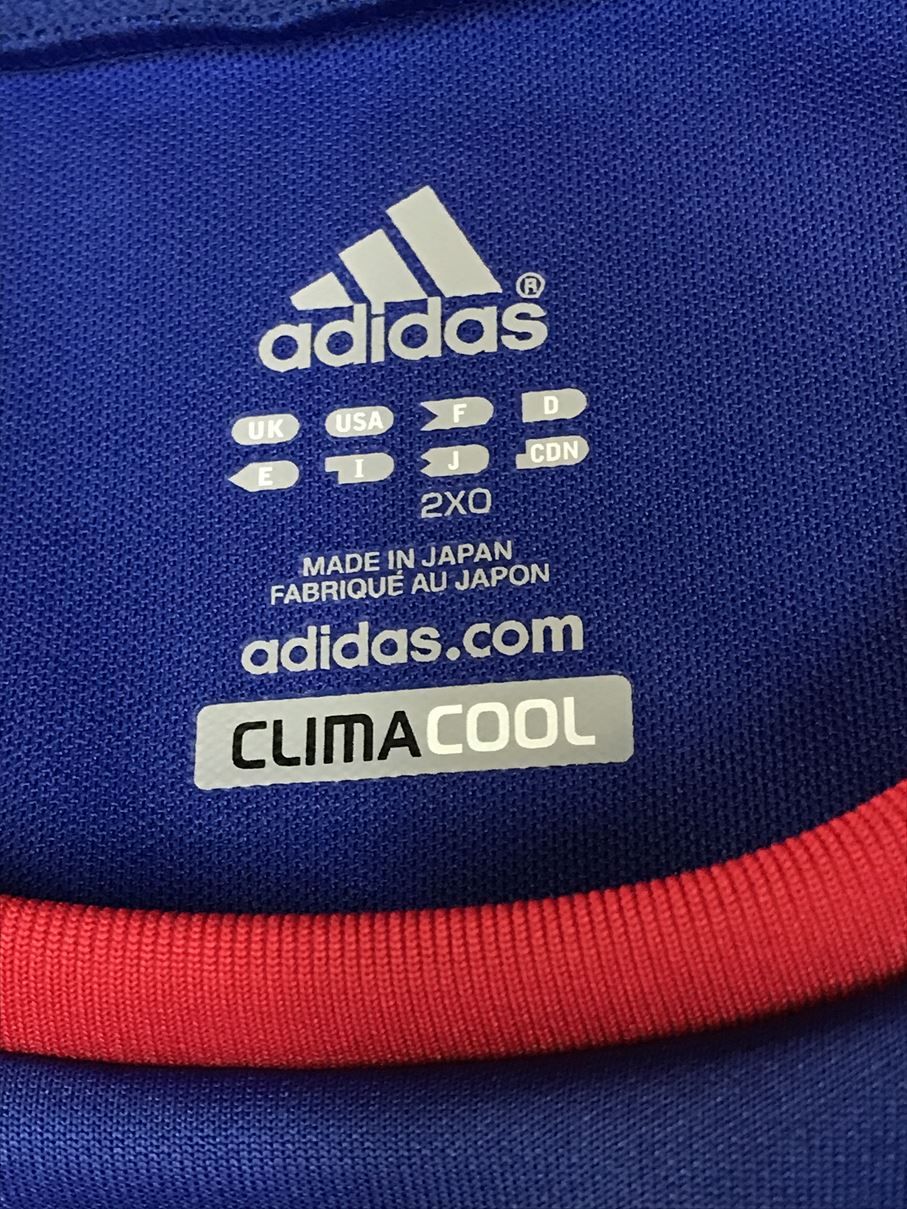 adidas®
UK USA F D
E I J CDN
2XO
MADE IN JAPAN
FABRIQUÉ AU JAPON
adidas.com
CLIMACOOL